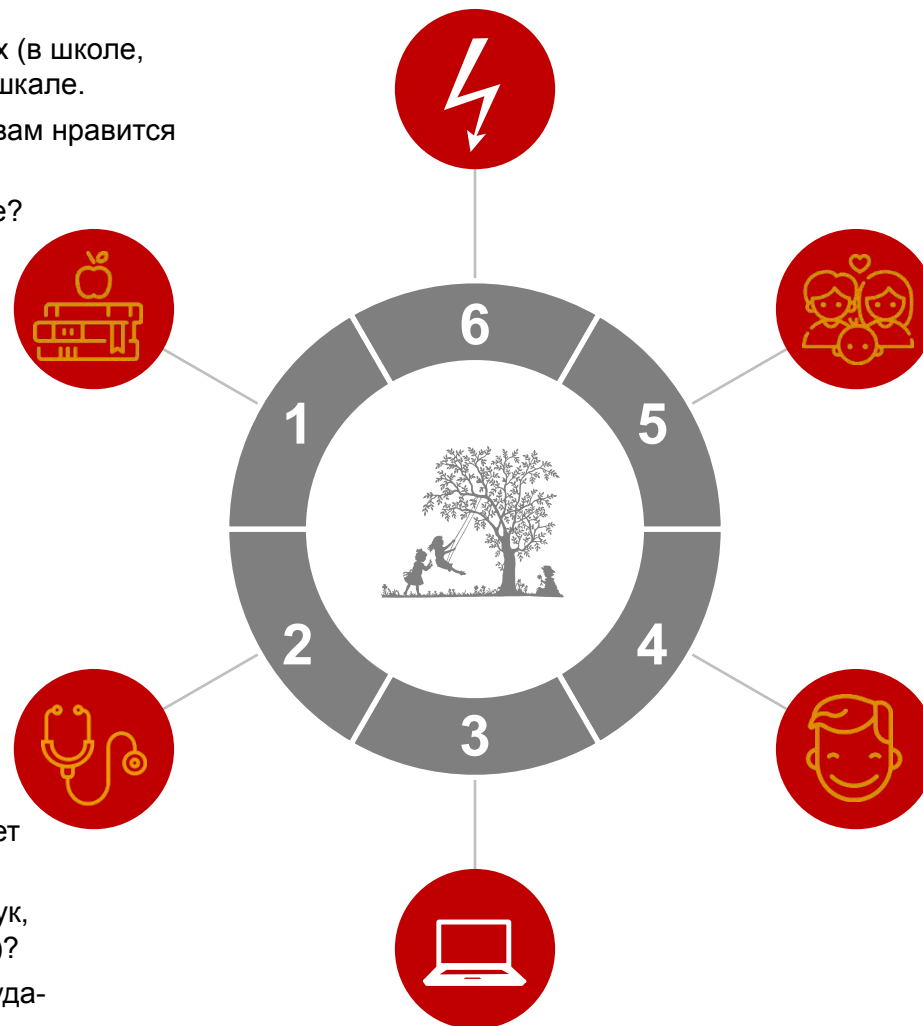 х (в школе,
шкале.
вам нравится
е?
6
1
5
2
4
3
ет
ук,
)?
уда-